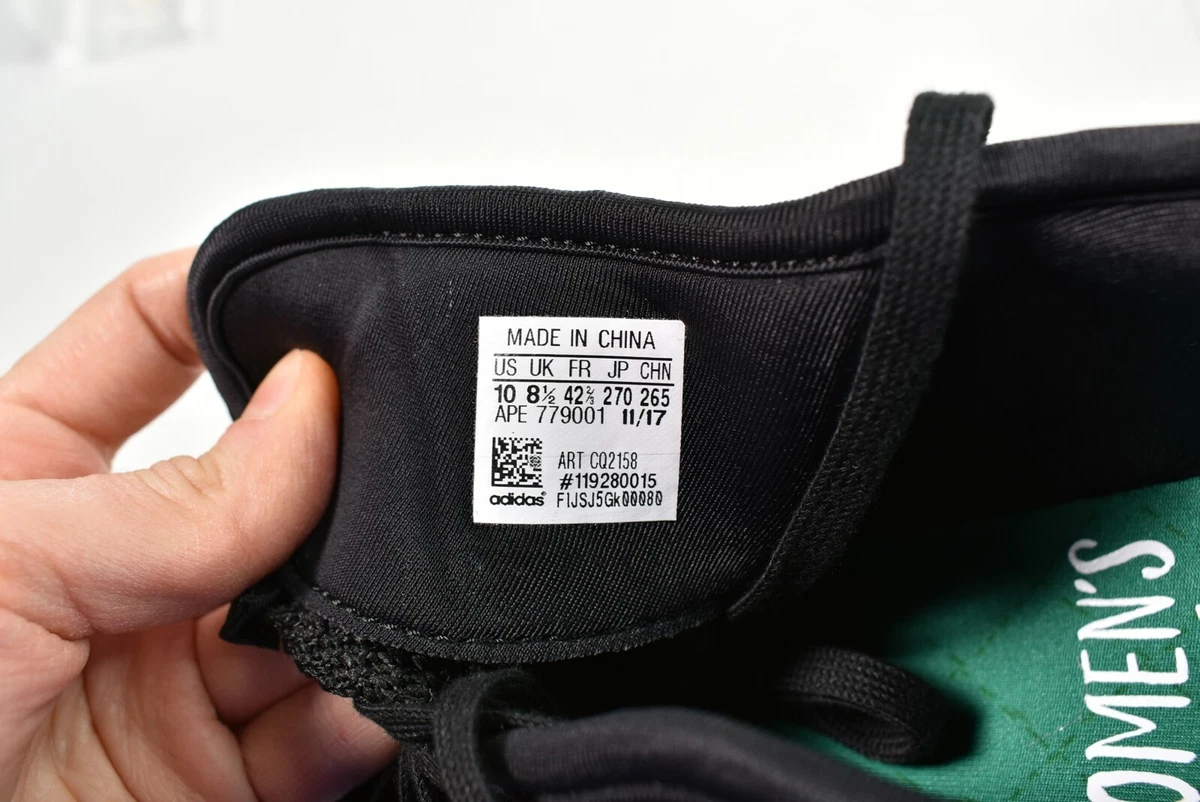 MADE IN CHINA
US UK FR JP CHN
10 8½ 42⅔ 270 265
APE 779001 11/17
ART CQ2158
#119280015
adidas® F1JSJ5Gk00080
OMEN'S